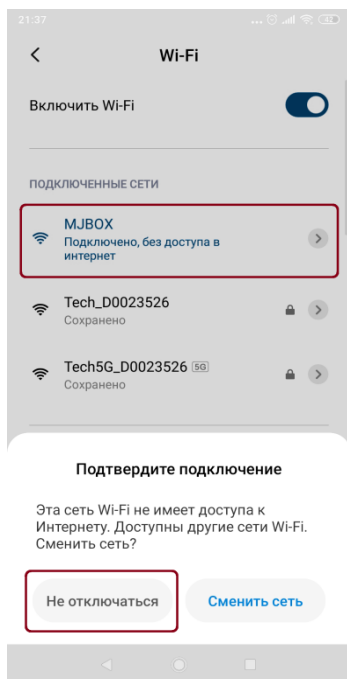 21:37
... 42
Wi-Fi
Включить Wi-Fi
ПОДКЛЮЧЕННЫЕ СЕТИ
MJBOX
Подключено, без доступа в
интернет
Tech_D0023526
Сохранено
Tech5G_D0023526 5G
Сохранено
Подтвердите подключение
Эта сеть Wi-Fi не имеет доступа к
Интернету. Доступны другие сети Wi-Fi.
Сменить сеть?
Не отключаться Сменить сеть